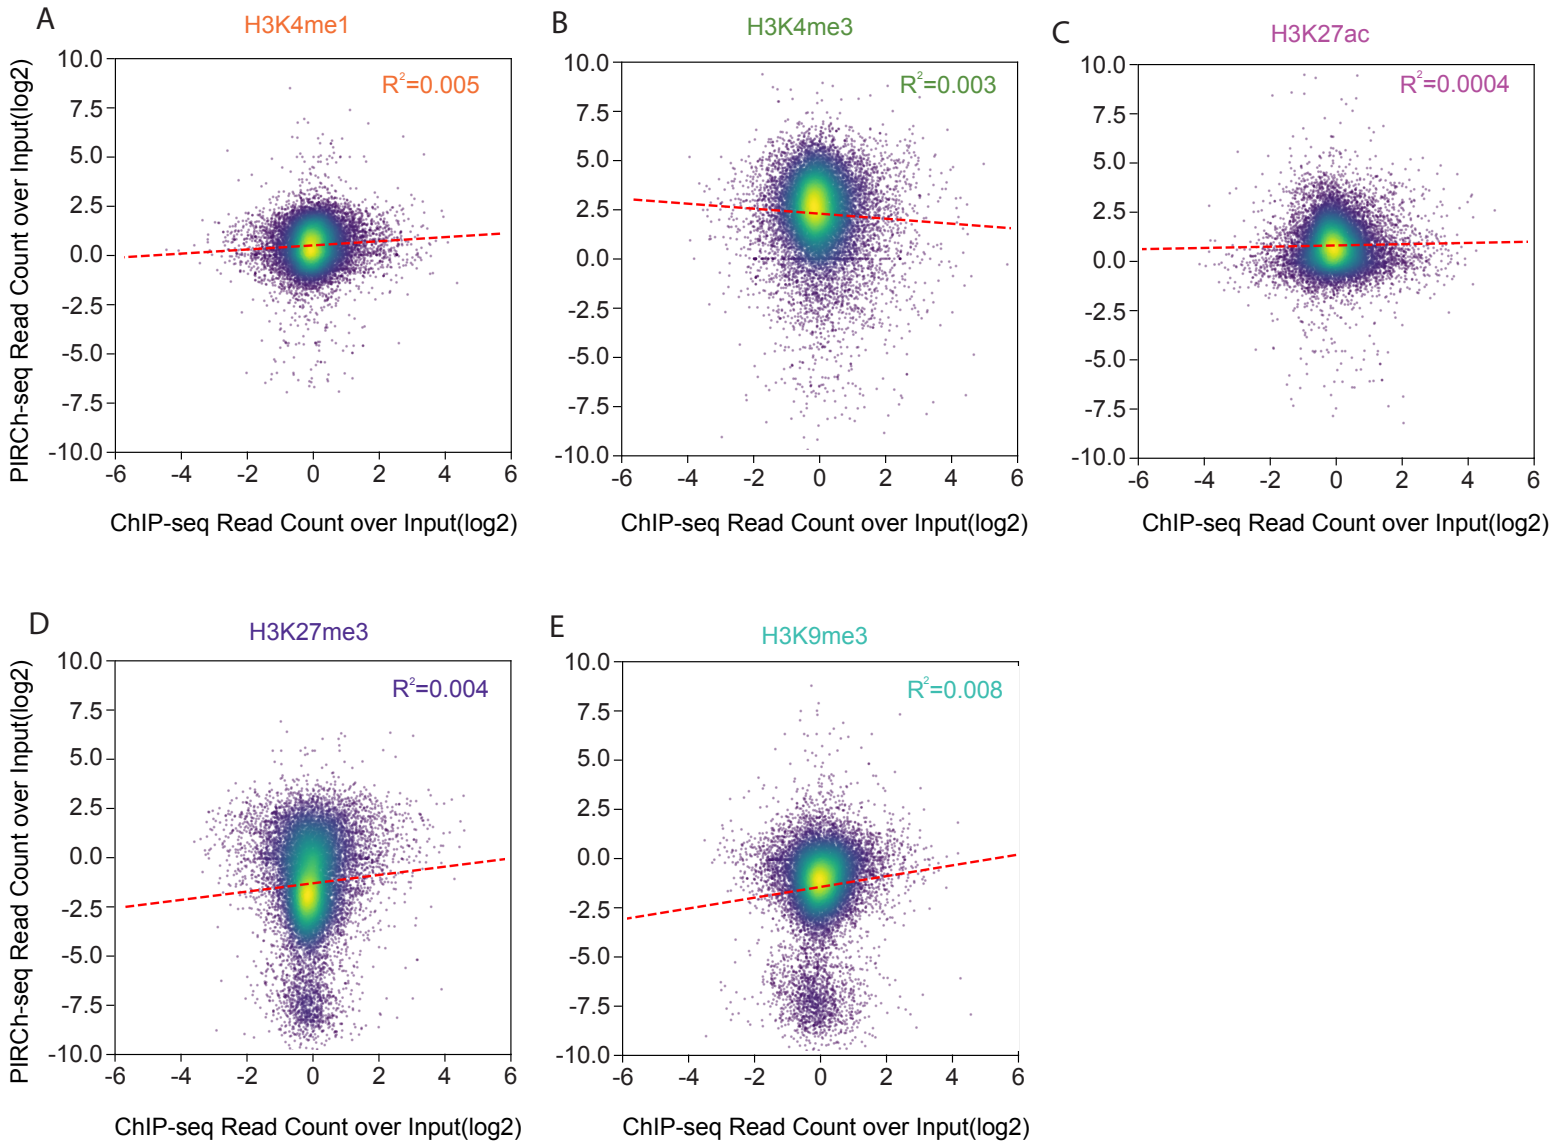 A
H3K4me1
R²=0.005
PIRCh-seq Read Count over Input(log2)
10.0
7.5
5.0
2.5
0.0
-2.5
-5.0
-7.5
-10.0
-6 -4 -2 0 2 4 6
ChIP-seq Read Count over Input(log2)
B
H3K4me3
R²=0.003
10.0
7.5
5.0
2.5
0.0
-2.5
-5.0
-7.5
-10.0
-6 -4 -2 0 2 4 6
ChIP-seq Read Count over Input(log2)
C
H3K27ac
R²=0.0004
10.0
7.5
5.0
2.5
0.0
-2.5
-5.0
-7.5
-10.0
-6 -4 -2 0 2 4 6
ChIP-seq Read Count over Input(log2)
D
H3K27me3
R²=0.004
PIRCh-seq Read Count over Input(log2)
10.0
7.5
5.0
2.5
0.0
-2.5
-5.0
-7.5
-10.0
-6 -4 -2 0 2 4 6
ChIP-seq Read Count over Input(log2)
E
H3K9me3
R²=0.008
10.0
7.5
5.0
2.5
0.0
-2.5
-5.0
-7.5
-10.0
-6 -4 -2 0 2 4 6
ChIP-seq Read Count over Input(log2)